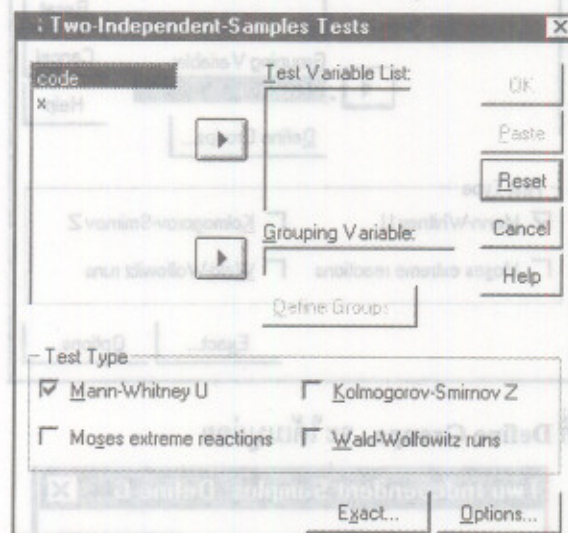 Two-Independent-Samples Tests
code
x
Test Variable List:
OK
Paste
Reset
Cancel
Help
Grouping Variable:
Define Groups
Test Type
Mann-Whitney U
Kolmogorov-Smirnov Z
Moses extreme reactions
Wald-Wolfowitz runs
Exact...
Options...